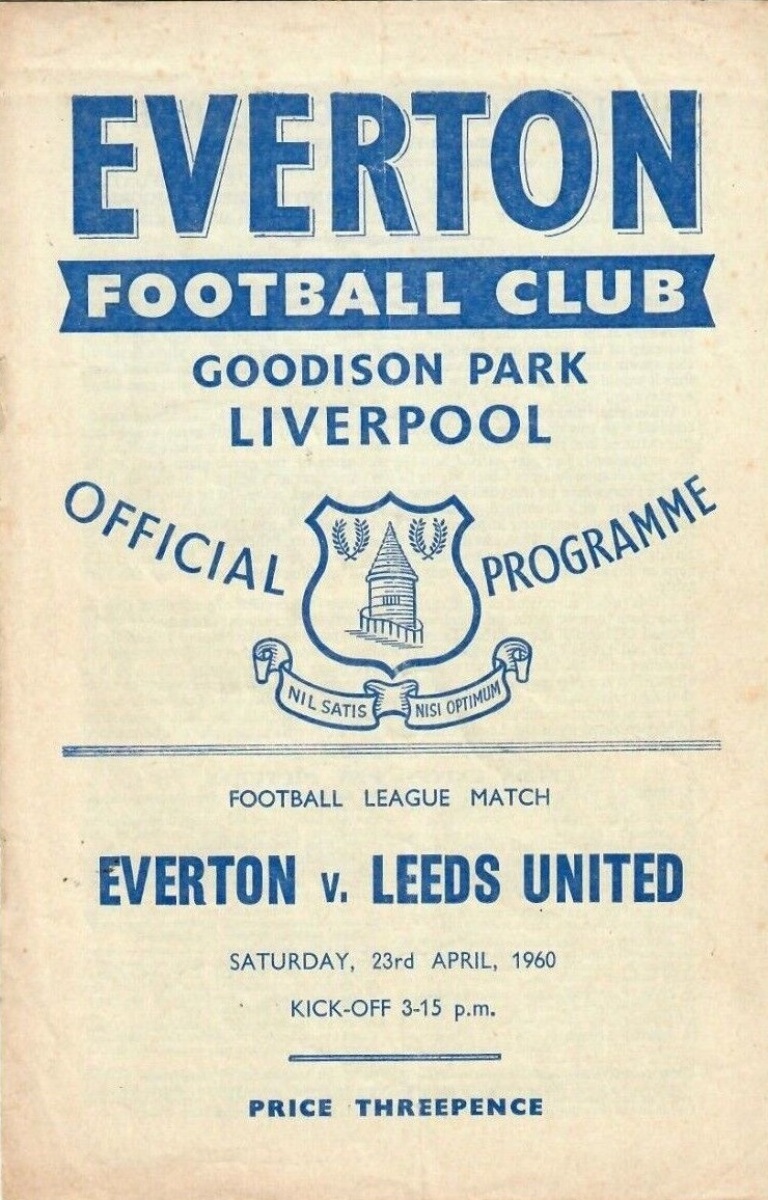 EVERTON
FOOTBALL CLUB
GOODISON PARK
LIVERPOOL
OFFICIAL PROGRAMME
NIL SATIS NISI OPTIMUM
FOOTBALL LEAGUE MATCH
EVERTON v. LEEDS UNITED
SATURDAY, 23rd APRIL, 1960
KICK-OFF 3-15 p.m.
PRICE THREEPENCE